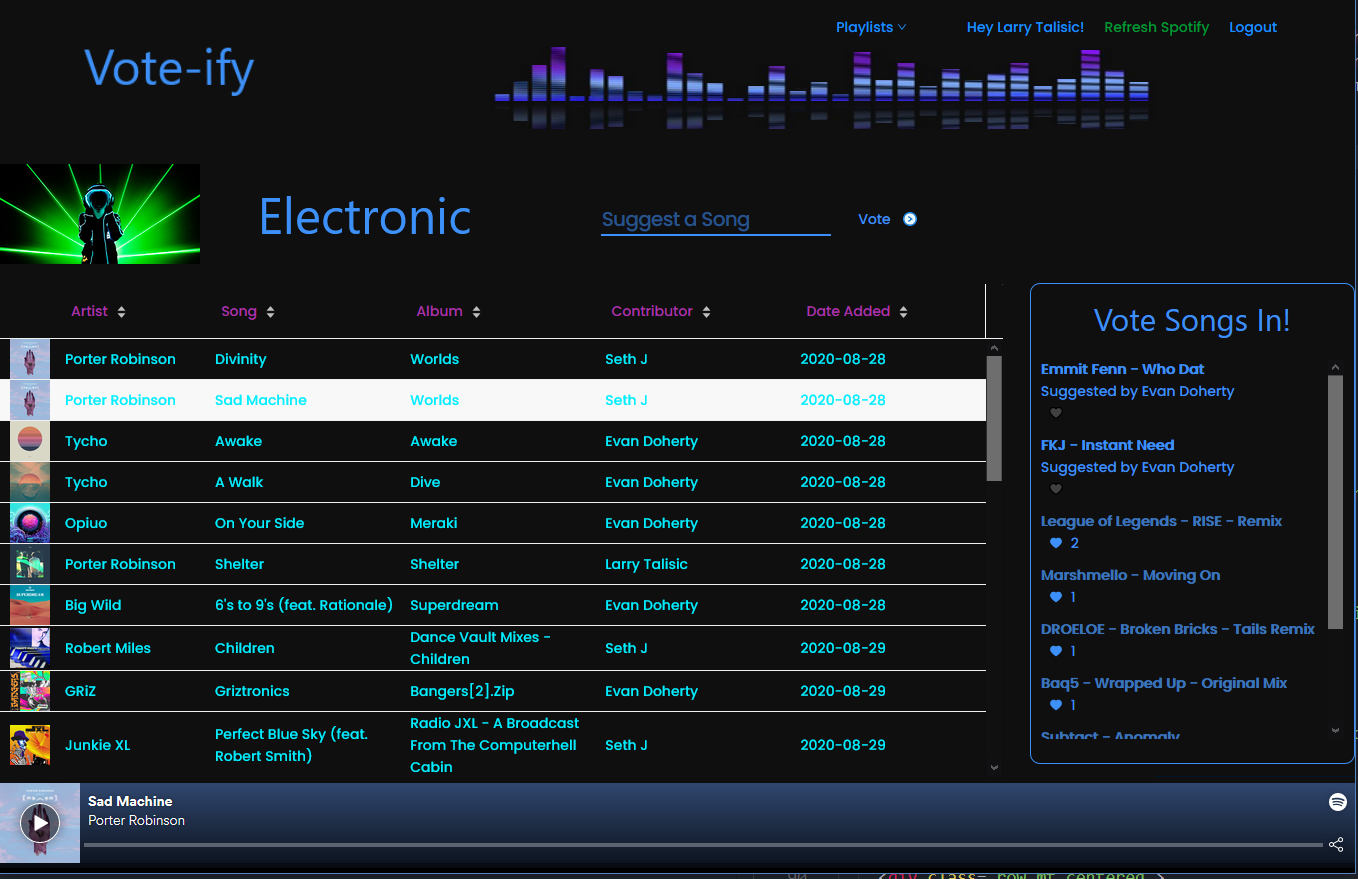 Playlists Hey Larry Talisic! Refresh Spotify Logout
Vote-ify
Electronic Suggest a Song Vote
Artist Song Album Contributor Date Added
Porter Robinson Divinity Worlds Seth J 2020-08-28
Porter Robinson Sad Machine Worlds Seth J 2020-08-28
Tycho Awake Awake Evan Doherty 2020-08-28
Tycho A Walk Dive Evan Doherty 2020-08-28
Opiuo On Your Side Meraki Evan Doherty 2020-08-28
Porter Robinson Shelter Shelter Larry Talisic 2020-08-28
Big Wild 6's to 9's (feat. Rationale) Superdream Evan Doherty 2020-08-28
Robert Miles Children Dance Vault Mixes -
Children Seth J 2020-08-29
GRiZ Griztronics Bangers[2].Zip Evan Doherty 2020-08-29
Junkie XL Perfect Blue Sky (feat.
Robert Smith) Radio JXL - A Broadcast
From The Computerhell
Cabin Seth J 2020-08-29
Vote Songs In!
Emmit Fenn - Who Dat
Suggested by Evan Doherty
FKJ - Instant Need
Suggested by Evan Doherty
League of Legends - RISE - Remix
2
Marshmello - Moving On
1
DROELOE - Broken Bricks - Tails Remix
1
Baq5 - Wrapped Up - Original Mix
1
Subtact - Anomaly
Sad Machine
Porter Robinson
90 <div class= row mt centered >